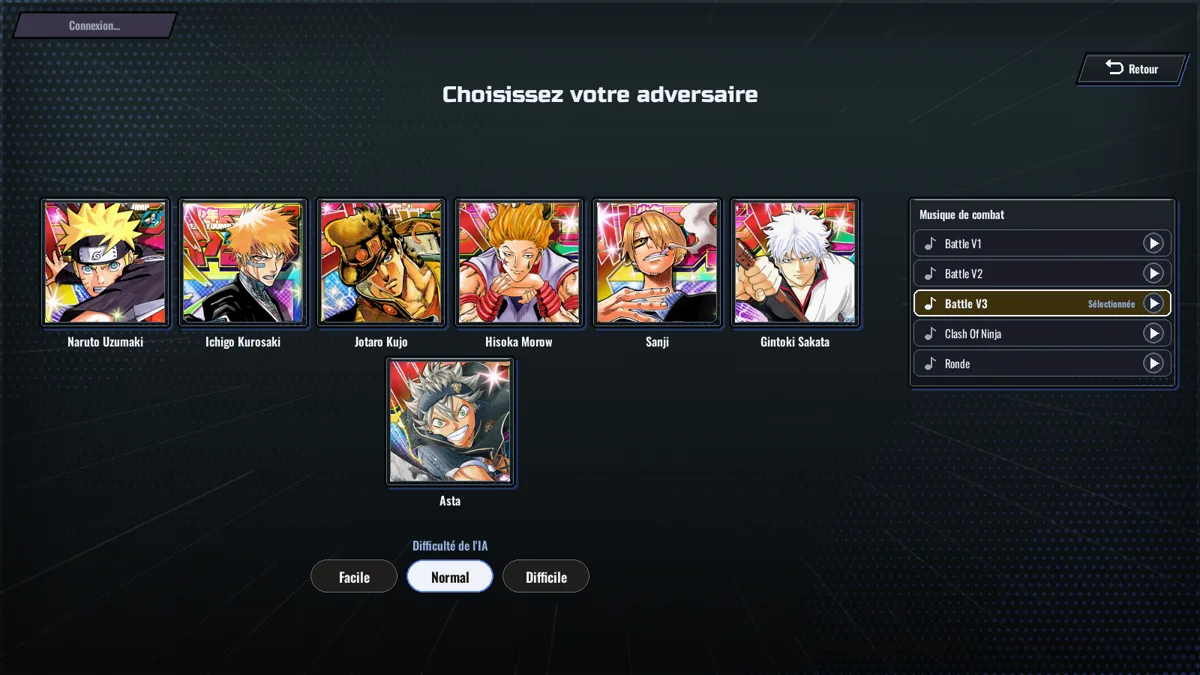 Connexion...
Retour
Choisissez votre adversaire
Naruto Uzumaki
Ichigo Kurosaki
Jotaro Kujo
Hisoka Morow
Sanji
Gintoki Sakata
Asta
Musique de combat
Battle V1
Battle V2
Battle V3 Sélectionnée
Clash Of Ninja
Ronde
Difficulté de l'IA
Facile
Normal
Difficile